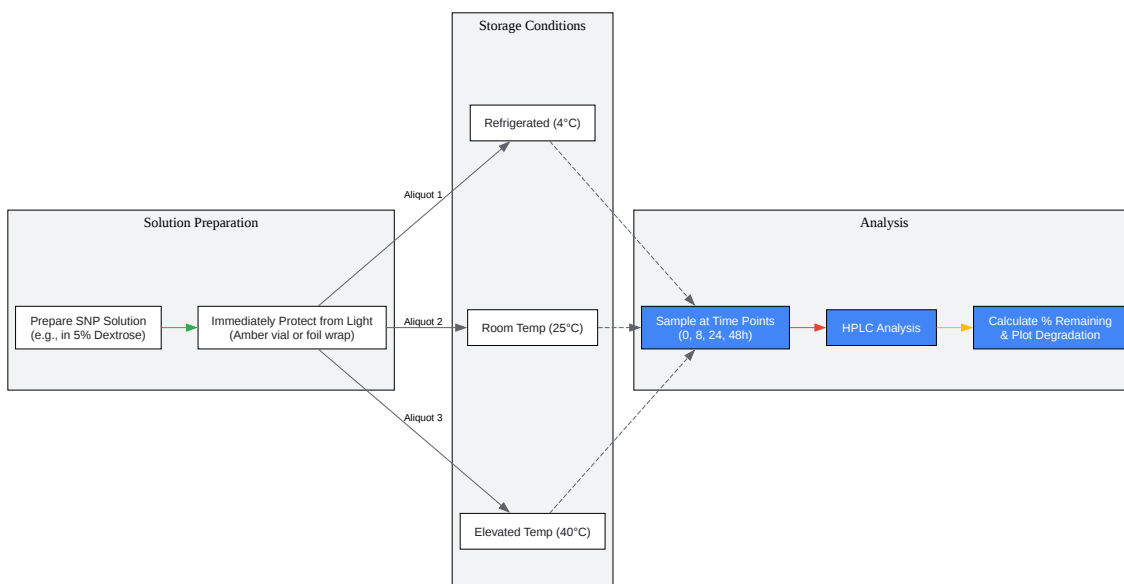 Solution Preparation
Prepare SNP Solution
(e.g., in 5% Dextrose)
Immediately Protect from Light
(Amber vial or foil wrap)
Aliquot 1
Aliquot 2
Aliquot 3
Storage Conditions
Refrigerated (4°C)
Room Temp (25°C)
Elevated Temp (40°C)
Analysis
Sample at Time Points
(0, 8, 24, 48h)
HPLC Analysis
Calculate % Remaining
& Plot Degradation